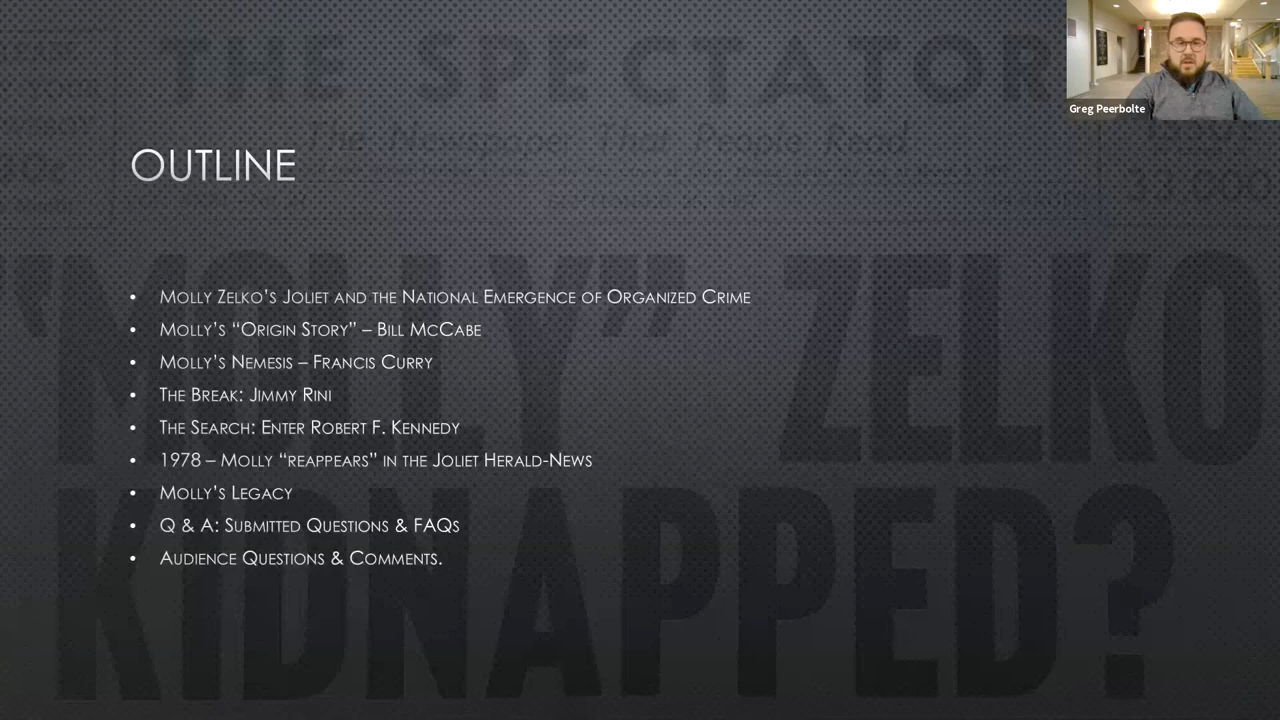 THE SPECTATOR
Greg Peerbolte
OUTLINE
• Molly Zelko’s Joliet and the National Emergence of Organized Crime
• Molly’s “Origin Story” – Bill McCabe
• Molly’s Nemesis – Francis Curry
• The Break: Jimmy Rini
• The Search: Enter Robert F. Kennedy
• 1978 – Molly “reappears” in the Joliet Herald-News
• Molly’s Legacy
• Q & A: Submitted Questions & FAQs
• Audience Questions & Comments.
“MOLLY” ZELKO
KIDNAPPED?